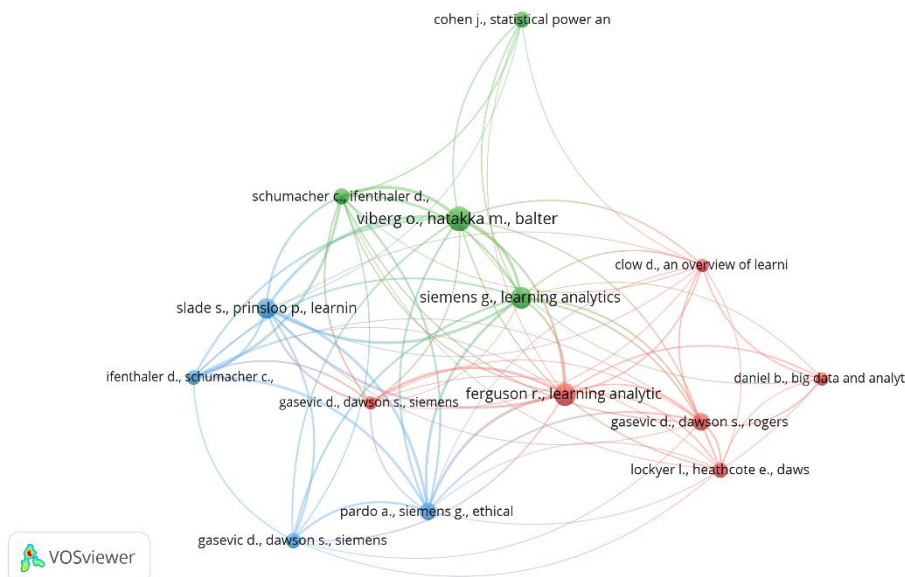 cohen j., statistical power an
schumacher c., ifenthaler d.,
viberg o., hatakka m., balter
clow d., an overview of learni
siemens g., learning analytics
slade s., prinsloo p., learnin
ifenthaler d., schumacher c.,
daniel b., big data and analyt
ferguson r., learning analytic
gasevic d., dawson s., siemens
gasevic d., dawson s., rogers
lockyer l., heathcote e., daws
pardo a., siemens g., ethical
gasevic d., dawson s., siemens
VOSviewer